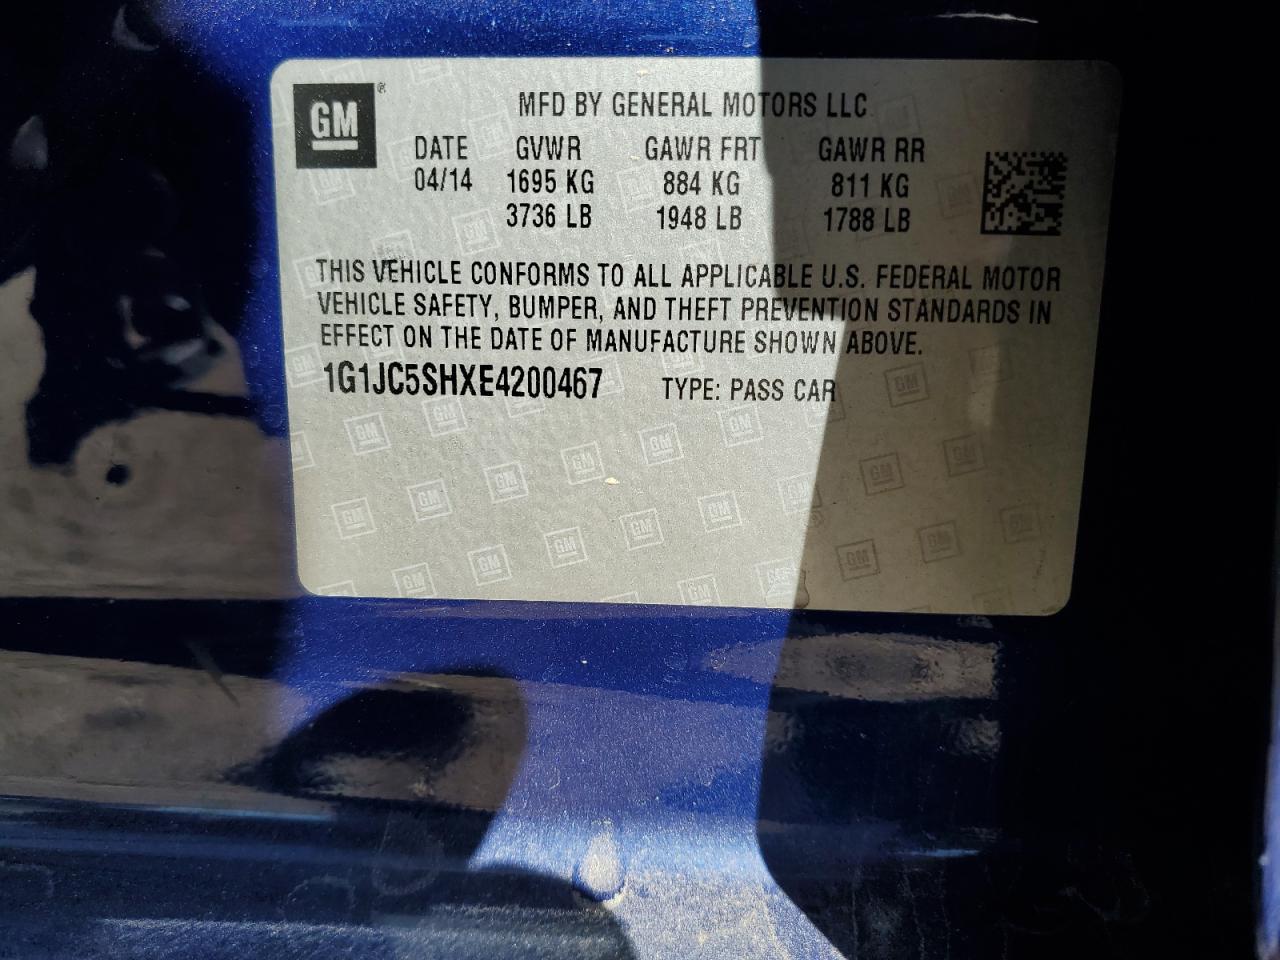 GM ®
MFD BY GENERAL MOTORS LLC
DATE GVWR GAWR FRT GAWR RR
04/14 1695 KG 884 KG 811 KG
3736 LB 1948 LB 1788 LB
THIS VEHICLE CONFORMS TO ALL APPLICABLE U.S. FEDERAL MOTOR
VEHICLE SAFETY, BUMPER, AND THEFT PREVENTION STANDARDS IN
EFFECT ON THE DATE OF MANUFACTURE SHOWN ABOVE.
1G1JC5SHXE4200467 TYPE: PASS CAR